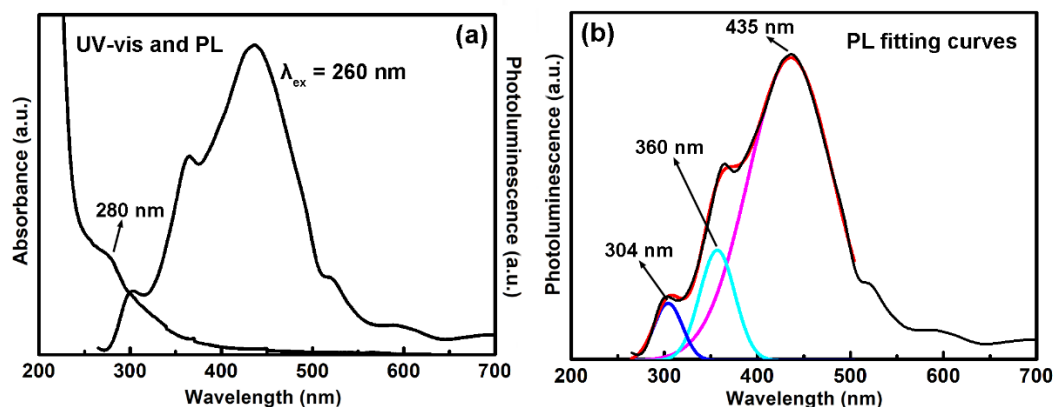 (a)
UV-vis and PL
λex = 260 nm
280 nm
Absorbance (a.u.)
Photoluminescence (a.u.)
200 300 400 500 600 700
Wavelength (nm)
(b)
435 nm
PL fitting curves
360 nm
304 nm
Photoluminescence (a.u.)
200 300 400 500 600 700
Wavelength (nm)